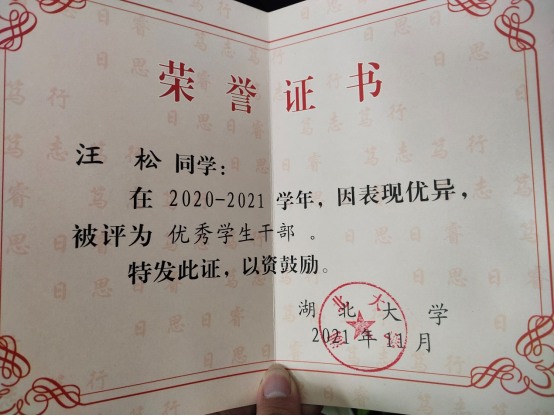 荣誉证书
汪 松 同学：
在 2020-2021 学年，因表现优异，
被评为 优秀学生干部 。
特发此证，以资鼓励。
湖 北 大 学
2021 年 11 月